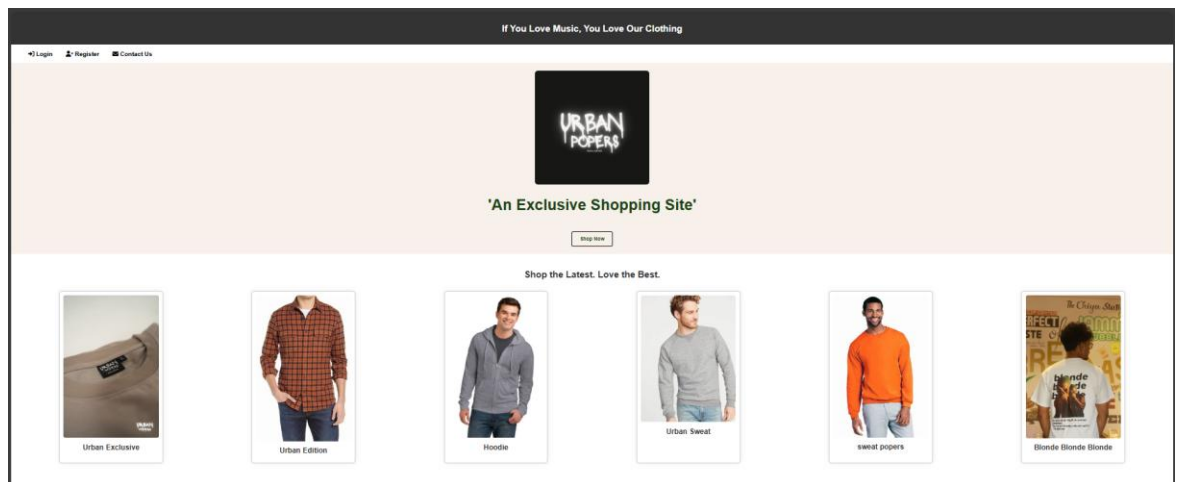 If You Love Music, You Love Our Clothing
Login Register Contact Us
URBAN
POPERS
'An Exclusive Shopping Site'
Shop Now
Shop the Latest. Love the Best.
Urban Exclusive
Urban Edition
Hoodie
Urban Sweat
sweat popers
blonde
Blonde Blonde Blonde